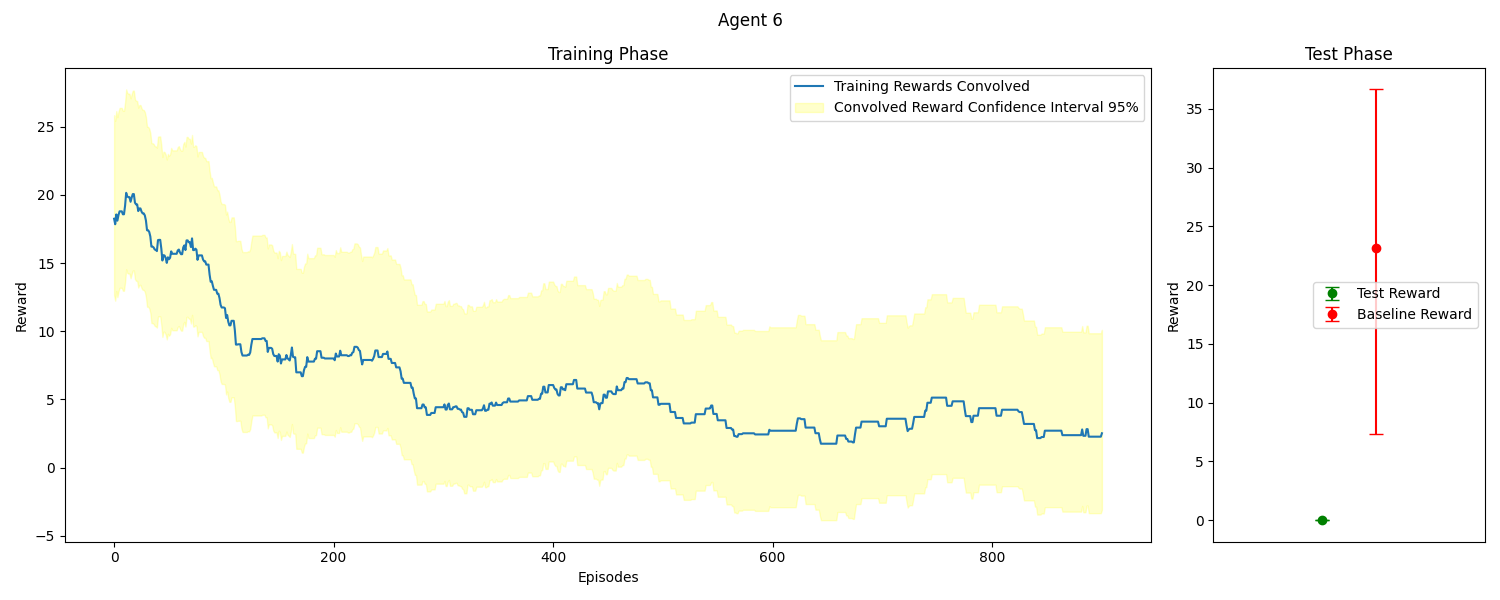 Agent 6
Training Phase
Training Rewards Convolved
Convolved Reward Confidence Interval 95%
Reward
25
20
15
10
5
0
−5
0
200
400
600
800
Episodes
Test Phase
Reward
35
30
25
20
15
10
5
0
Test Reward
Baseline Reward